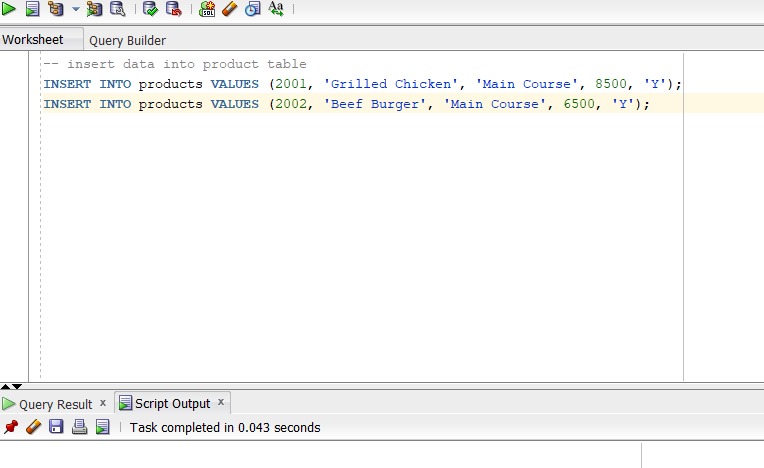 Worksheet Query Builder
-- insert data into product table
INSERT INTO products VALUES (2001, 'Grilled Chicken', 'Main Course', 8500, 'Y');
INSERT INTO products VALUES (2002, 'Beef Burger', 'Main Course', 6500, 'Y');
Query Result x Script Output x
Task completed in 0.043 seconds